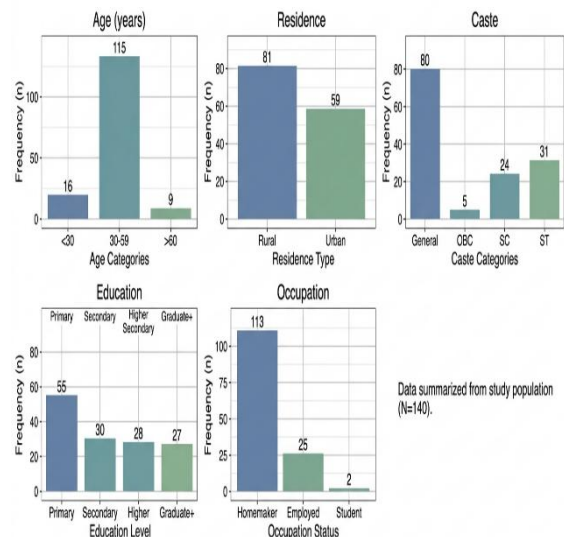 Age (years)
Frequency (n)
100
50
0
16
115
9
<30
30-59
>60
Age Categories
Residence
Frequency (n)
80
60
40
20
0
81
59
Rural
Urban
Residence Type
Caste
Frequency (n)
80
60
40
20
0
80
5
24
31
General
OBC
SC
ST
Caste Categories
Education
Primary
Secondary
Higher
Secondary
Graduate+
Frequency (n)
80
60
40
20
0
55
30
28
27
Primary
Secondary
Higher
Graduate+
Education Level
Occupation
Frequency (n)
100
75
50
25
0
113
25
2
Homemaker
Employed
Student
Occupation Status
Data summarized from study population
(N=140).